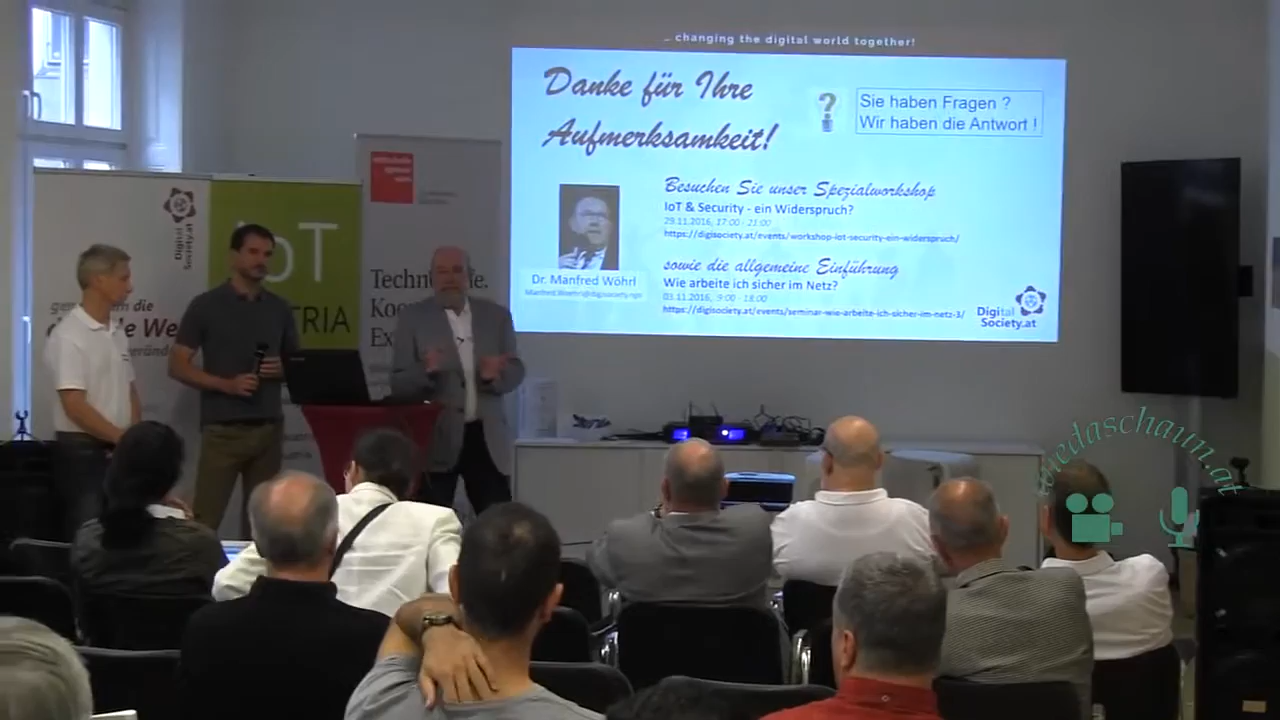 ... changing the digital world together!
Danke für Ihre
Aufmerksamkeit!
?
Sie haben Fragen ?
Wir haben die Antwort !
Besuchen Sie unser Spezialworkshop
IoT & Security - ein Widerspruch?
29.11.2016, 17:00 - 21:00
https://digisociety.at/events/workshop-iot-security-ein-widerspruch/
sowie die allgemeine Einführung
Wie arbeite ich sicher im Netz?
03.11.2016, 9:00 - 18:00
https://digisociety.at/events/seminar-wie-arbeite-ich-sicher-im-netz-3/
Dr. Manfred Wöhrl
Digital
Society.at
Digital
Society.at
die
We
IoT
TRIA
Techn
Koo
Ex
wiedaschaun.at